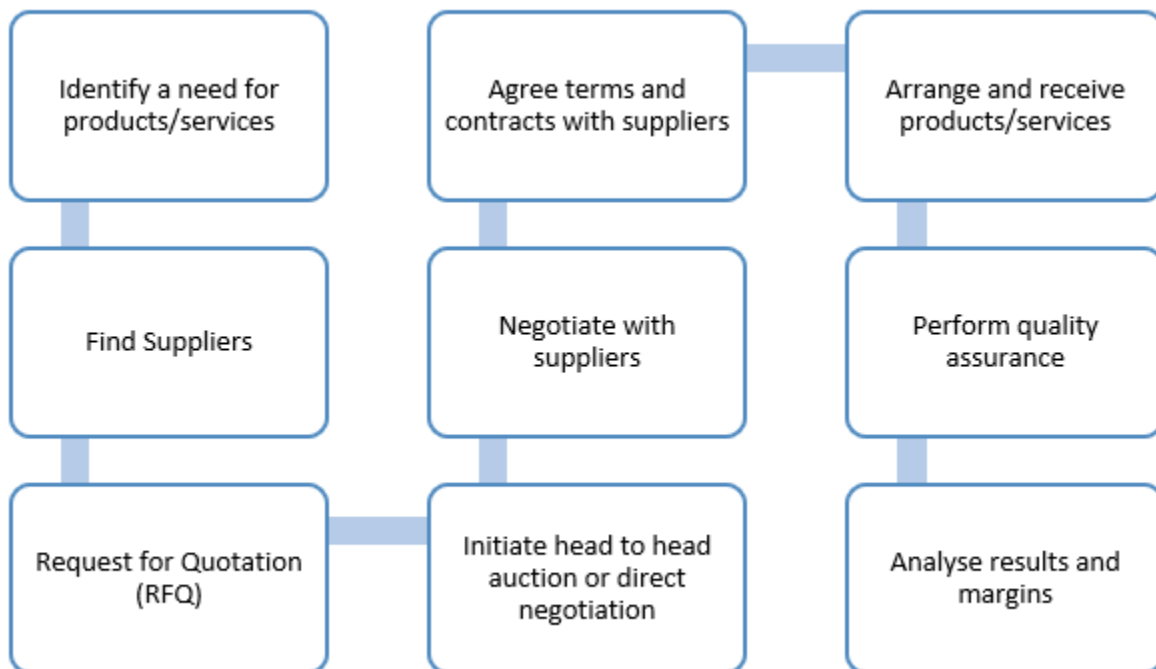 Identify a need for
products/services
Find Suppliers
Request for Quotation
(RFQ)
Initiate head to head
auction or direct
negotiation
Negotiate with
suppliers
Agree terms and
contracts with suppliers
Arrange and receive
products/services
Perform quality
assurance
Analyse results and
margins